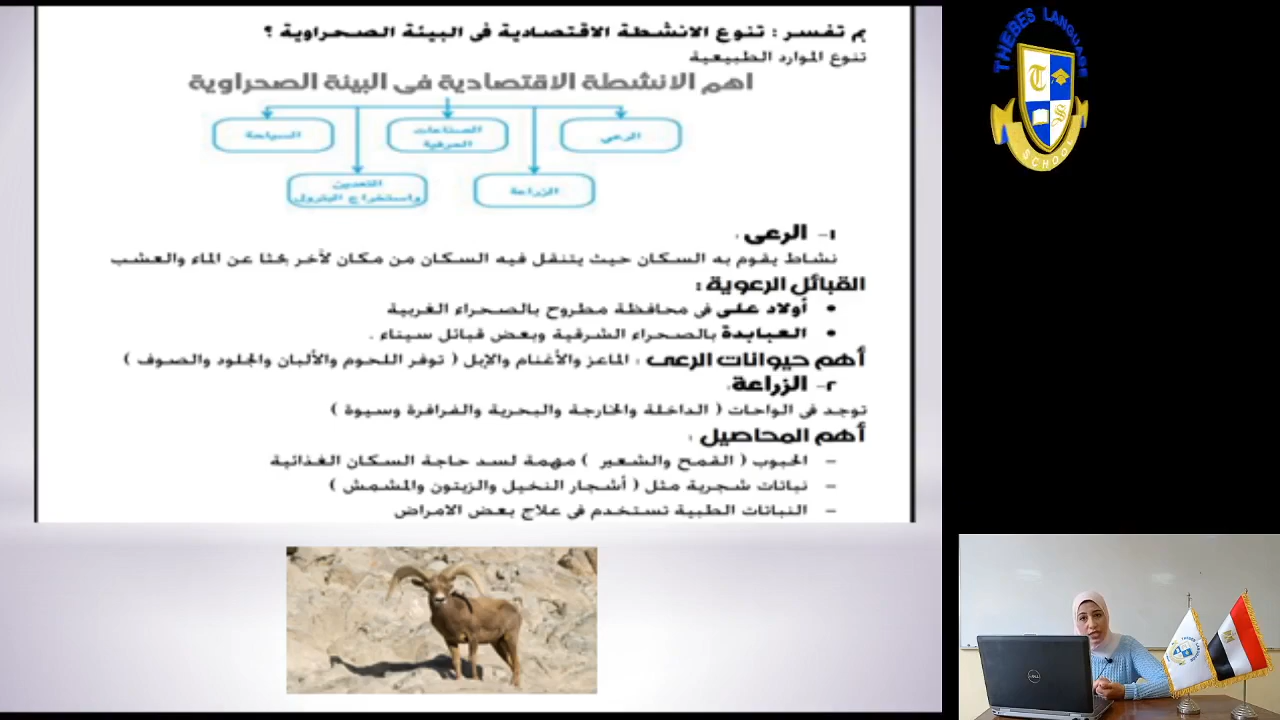 بم تفسر : تنوع الانشطة الاقتصادية فى البيئة الصحراوية ؟
تنوع الموارد الطبيعية
اهم الانشطة الاقتصادية فى البيئة الصحراوية
الرعي
الصناعات
الحرفية
السياحة
الزراعة
التعدين
واستخراج البترول
١- الرعى .
نشاط يقوم به السكان حيث يتنقل فيه السكان من مكان لأخر بحثا عن الماء والعشب
القبائل الرعوية :
• أولاد على فى محافظة مطروح بالصحراء الغربية
• العبابدة بالصحراء الشرقية وبعض قبائل سيناء .
أهم حيوانات الرعى : الماعز والأغنام والإبل ( توفر اللحوم والألبان والجلود والصوف )
٢- الزراعة.
توجد فى الواحات ( الداخلة والخارجة والبحرية والفرافرة وسيوة )
أهم المحاصيل :
- الحبوب ( القمح والشعير ) مهمة لسد حاجة السكان الغذائية
- نباتات شجرية مثل ( أشجار النخيل والزيتون والمشمش )
- النباتات الطبية تستخدم فى علاج بعض الامراض
THEBES LANGUAGE
T
S
SCHOOL
DELL